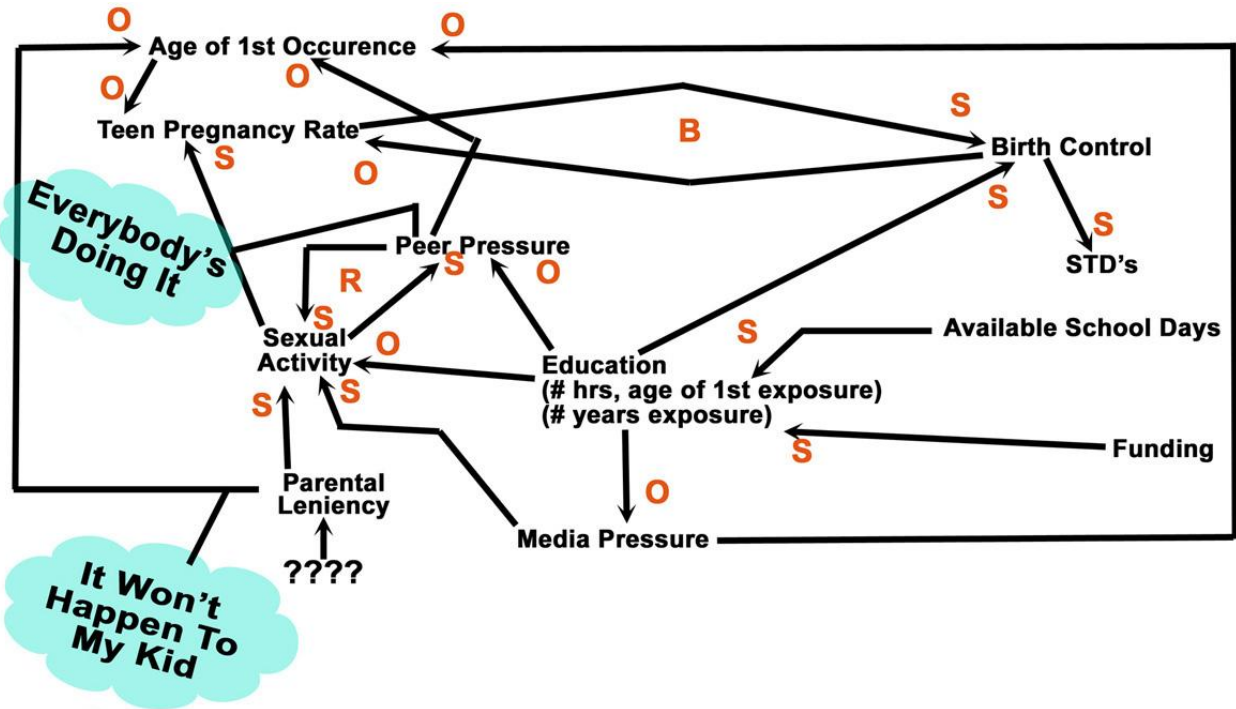 O
O
Age of 1st Occurence
O
O
Teen Pregnancy Rate
S
B
S
O
Birth Control
S
S
STD's
Everybody's
Doing It
Peer Pressure
S
O
R
S
Sexual
Activity
O
S
S
Available School Days
Education
(# hrs, age of 1st exposure)
(# years exposure)
S
Funding
S
Parental
Leniency
O
Media Pressure
????
It Won't
Happen To
My Kid